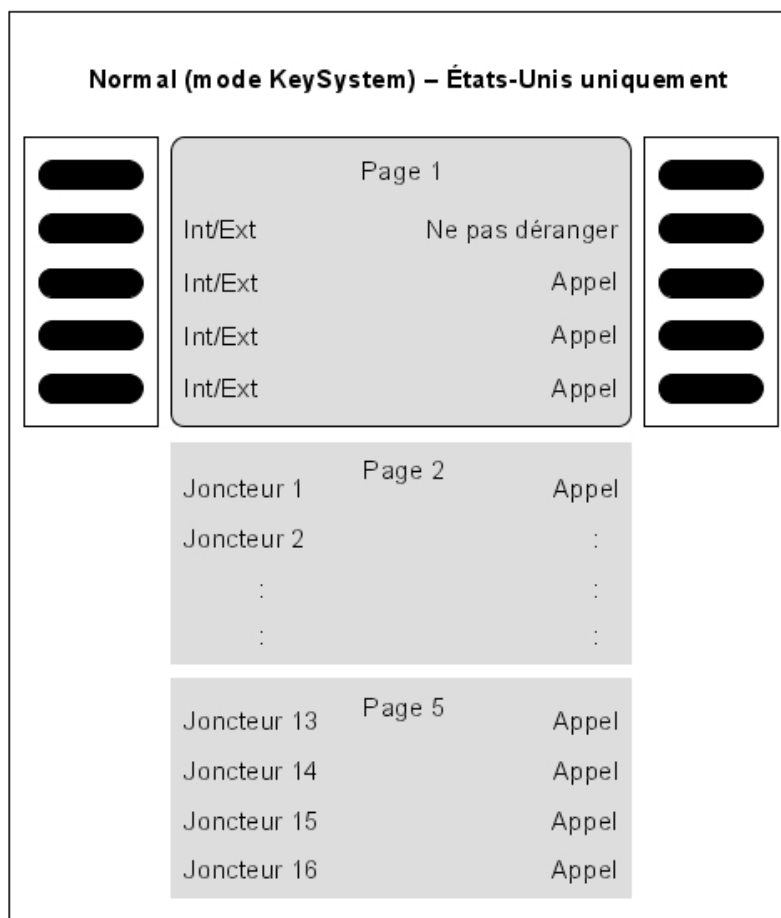 Normal (mode KeySystem) – États-Unis uniquement
Page 1
Int/Ext Ne pas déranger
Int/Ext Appel
Int/Ext Appel
Int/Ext Appel
Page 2
Joncteur 1 Appel
Joncteur 2 :
: :
: :
Page 5
Joncteur 13 Appel
Joncteur 14 Appel
Joncteur 15 Appel
Joncteur 16 Appel